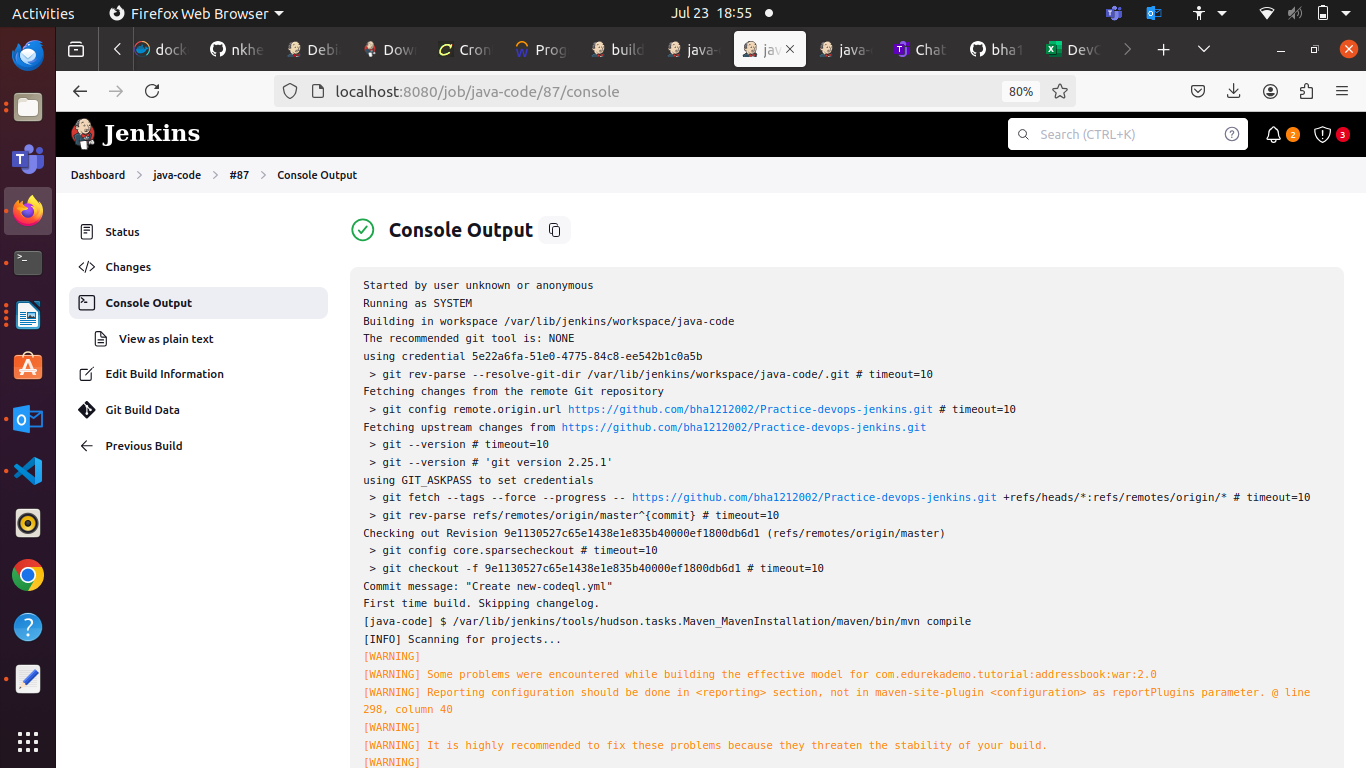 Activities
Firefox Web Browser
Jul 23 18:55
dock
nkhe
Debi
Dow
Cron
Prog
build
java-
jav
java-
Chat
bha1
DevO
localhost:8080/job/java-code/87/console
80%
Jenkins
Search (CTRL+K)
2
3
Dashboard
java-code
#87
Console Output
Status
Changes
Console Output
View as plain text
Edit Build Information
Git Build Data
Previous Build
Console Output
Started by user unknown or anonymous
Running as SYSTEM
Building in workspace /var/lib/jenkins/workspace/java-code
The recommended git tool is: NONE
using credential 5e22a6fa-51e0-4775-84c8-ee542b1c0a5b
> git rev-parse --resolve-git-dir /var/lib/jenkins/workspace/java-code/.git # timeout=10
Fetching changes from the remote Git repository
> git config remote.origin.url https://github.com/bha1212002/Practice-devops-jenkins.git # timeout=10
Fetching upstream changes from https://github.com/bha1212002/Practice-devops-jenkins.git
> git --version # timeout=10
> git --version # 'git version 2.25.1'
using GIT_ASKPASS to set credentials
> git fetch --tags --force --progress -- https://github.com/bha1212002/Practice-devops-jenkins.git +refs/heads/*:refs/remotes/origin/* # timeout=10
> git rev-parse refs/remotes/origin/master^{commit} # timeout=10
Checking out Revision 9e1130527c65e1438e1e835b40000ef1800db6d1 (refs/remotes/origin/master)
> git config core.sparsecheckout # timeout=10
> git checkout -f 9e1130527c65e1438e1e835b40000ef1800db6d1 # timeout=10
Commit message: "Create new-codeql.yml"
First time build. Skipping changelog.
[java-code] $ /var/lib/jenkins/tools/hudson.tasks.Maven_MavenInstallation/maven/bin/mvn compile
[INFO] Scanning for projects...
[WARNING]
[WARNING] Some problems were encountered while building the effective model for com.edurekademo.tutorial:addressbook:war:2.0
[WARNING] Reporting configuration should be done in <reporting> section, not in maven-site-plugin <configuration> as reportPlugins parameter. @ line
298, column 40
[WARNING]
[WARNING] It is highly recommended to fix these problems because they threaten the stability of your build.
[WARNING]